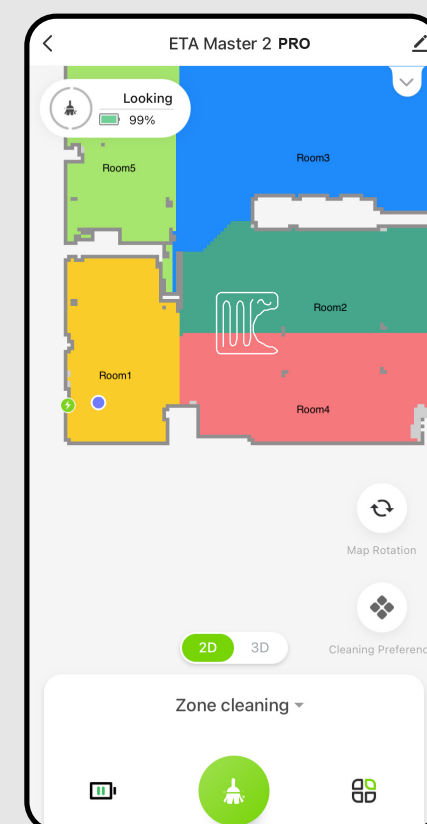 ETA Master 2 PRO
Looking
99%
Room5
Room3
Room2
Room1
Room4
Map Rotation
Cleaning Preferenc
2D
3D
Zone cleaning